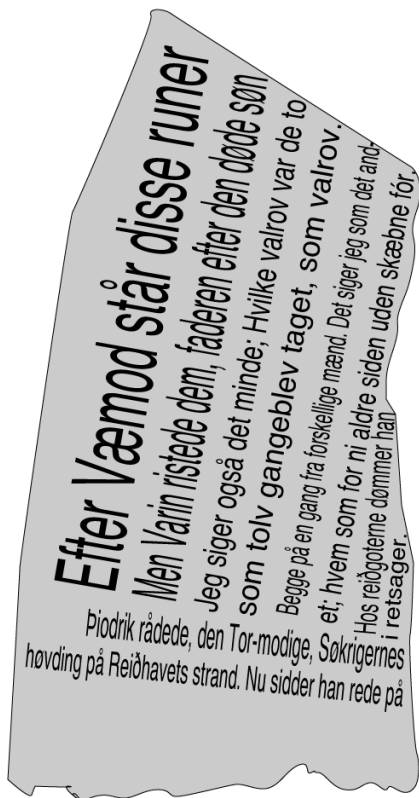 Efter Væmod står disse runer
Men Varin ristede dem, faderen efter den døde søn
Jeg siger også det minde; Hvilke valrov var de to
som tolv gangeblev taget, som valrov.
Begge på en gang fra forskellige mænd. Det siger jeg som det and-
et; hvem som for ni aldre siden uden skæbne for,
Hos reiðgoterne dømmer han
i retsager.
Þiodrik rådede, den Tor-modige, Søkrigernes
høvding på Reiðhavets strand. Nu sidder han rede på